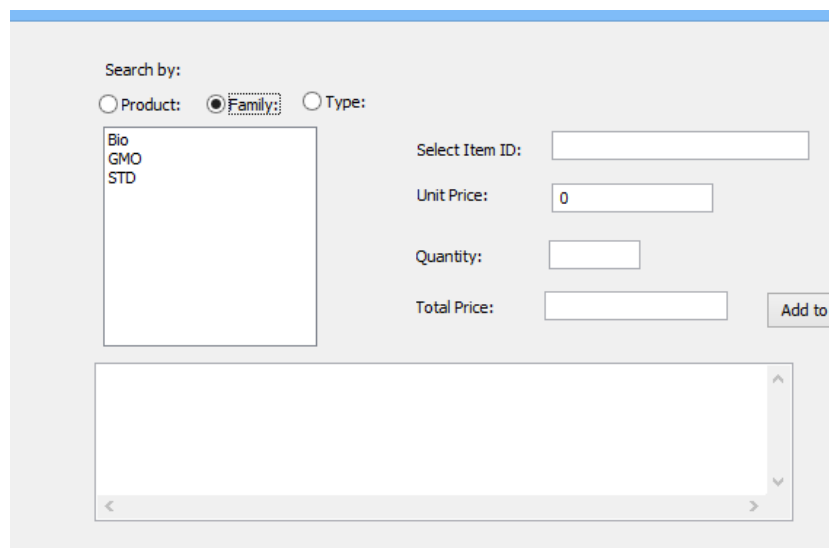 Search by:
Product: Family: Type:
Bio
GMO
STD
Select Item ID:
Unit Price: 0
Quantity:
Total Price:
Add to